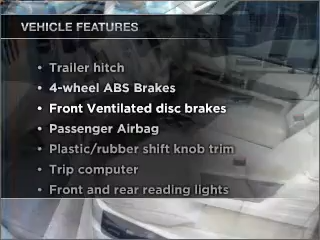 VEHICLE FEATURES
• Trailer hitch
• 4-wheel ABS Brakes
• Front Ventilated disc brakes
• Passenger Airbag
• Plastic/rubber shift knob trim
• Trip computer
• Front and rear reading lights